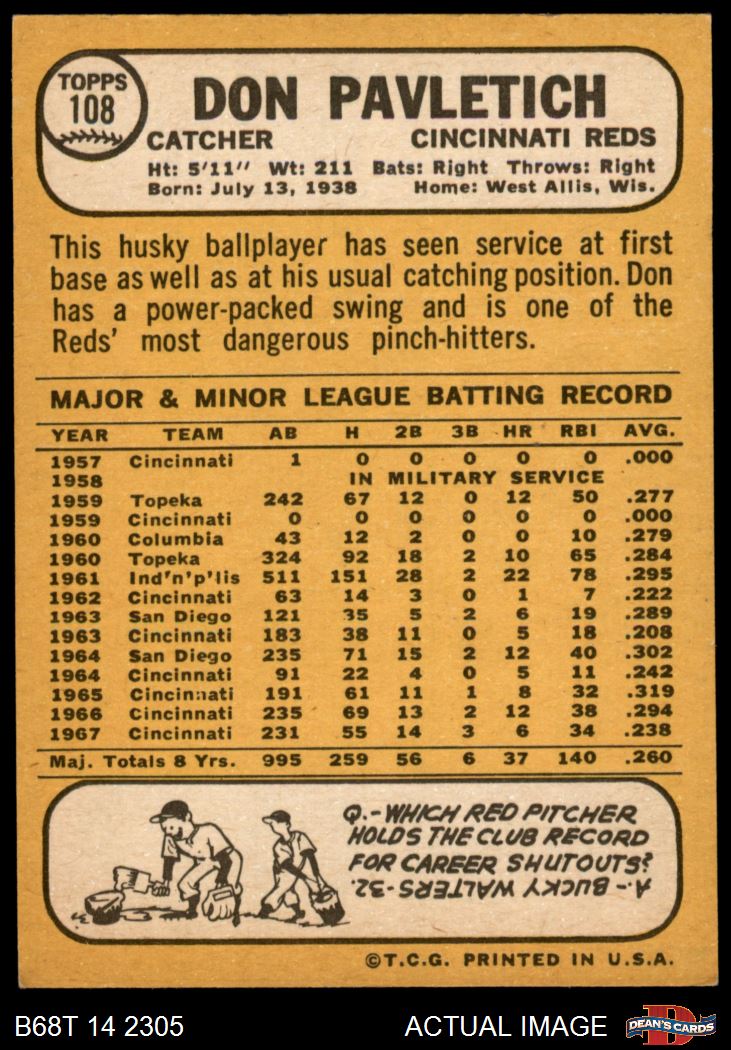 TOPPS
108
DON PAVLETICH
CATCHER CINCINNATI REDS
Ht: 5'11" Wt: 211 Bats: Right Throws: Right
Born: July 13, 1938 Home: West Allis, Wis.
This husky ballplayer has seen service at first
base as well as at his usual catching position. Don
has a power-packed swing and is one of the
Reds' most dangerous pinch-hitters.
MAJOR & MINOR LEAGUE BATTING RECORD
YEAR TEAM AB H 2B 3B HR RBI AVG.
1957 Cincinnati 1 0 0 0 0 0 .000
1958 IN MILITARY SERVICE
1959 Topeka 242 67 12 0 12 50 .277
1959 Cincinnati 0 0 0 0 0 0 .000
1960 Columbia 43 12 2 0 0 10 .279
1960 Topeka 324 92 18 2 10 65 .284
1961 Ind'n'p'lis 511 151 28 2 22 78 .295
1962 Cincinnati 63 14 3 0 1 7 .222
1963 San Diego 121 35 5 2 6 19 .289
1963 Cincinnati 183 38 11 0 5 18 .208
1964 San Diego 235 71 15 2 12 40 .302
1964 Cincinnati 91 22 4 0 5 11 .242
1965 Cincinnati 191 61 11 1 8 32 .319
1966 Cincinnati 235 69 13 2 12 38 .294
1967 Cincinnati 231 55 14 3 6 34 .238
Maj. Totals 8 Yrs. 995 259 56 6 37 140 .260
Q.-WHICH RED PITCHER
HOLDS THE CLUB RECORD
FOR CAREER SHUTOUTS?
A.-BUCKY WALTERS-32.
©T.C.G. PRINTED IN U.S.A.
B68T 14 2305 ACTUAL IMAGE DEAN'S CARDS